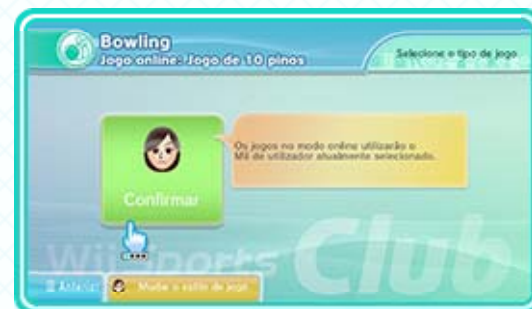 Bowling
Jogo online: Jogo de 10 pinos
Selecione o tipo de jogo
Os jogos no modo online utilizarão o
Mii de utilizador atualmente selecionado.
Confirmar
Wii Sports Club
Anterior
Mudar o estilo de jogo